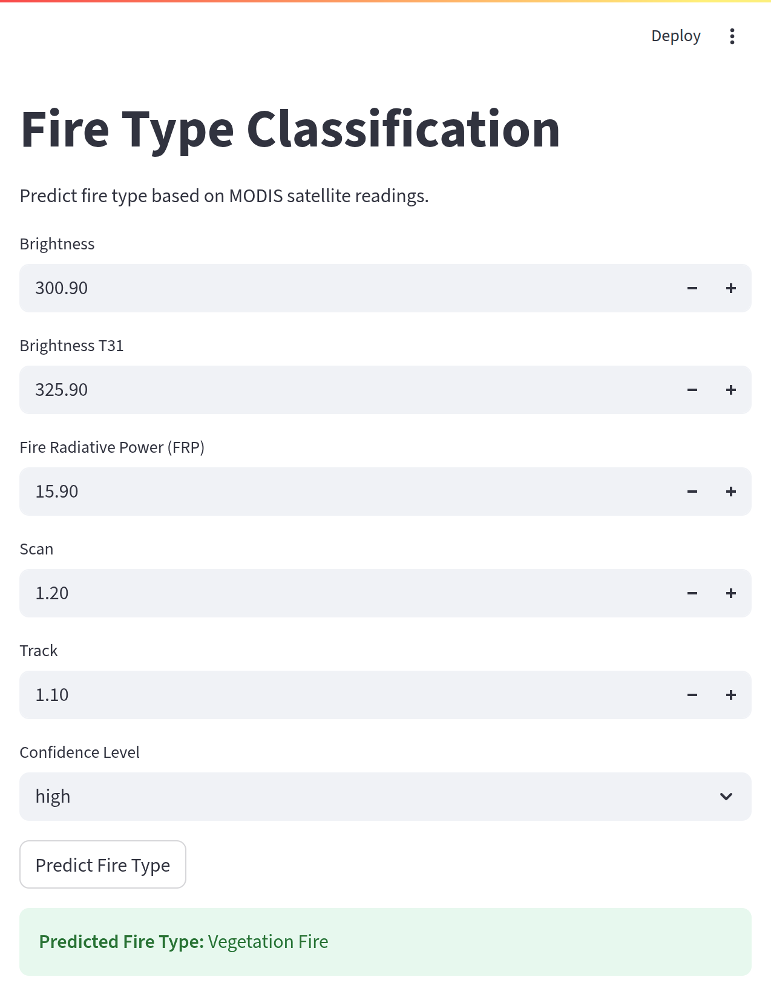 Deploy
Fire Type Classification
Predict fire type based on MODIS satellite readings.
Brightness
300.90
Brightness T31
325.90
Fire Radiative Power (FRP)
15.90
Scan
1.20
Track
1.10
Confidence Level
high
Predict Fire Type
Predicted Fire Type: Vegetation Fire